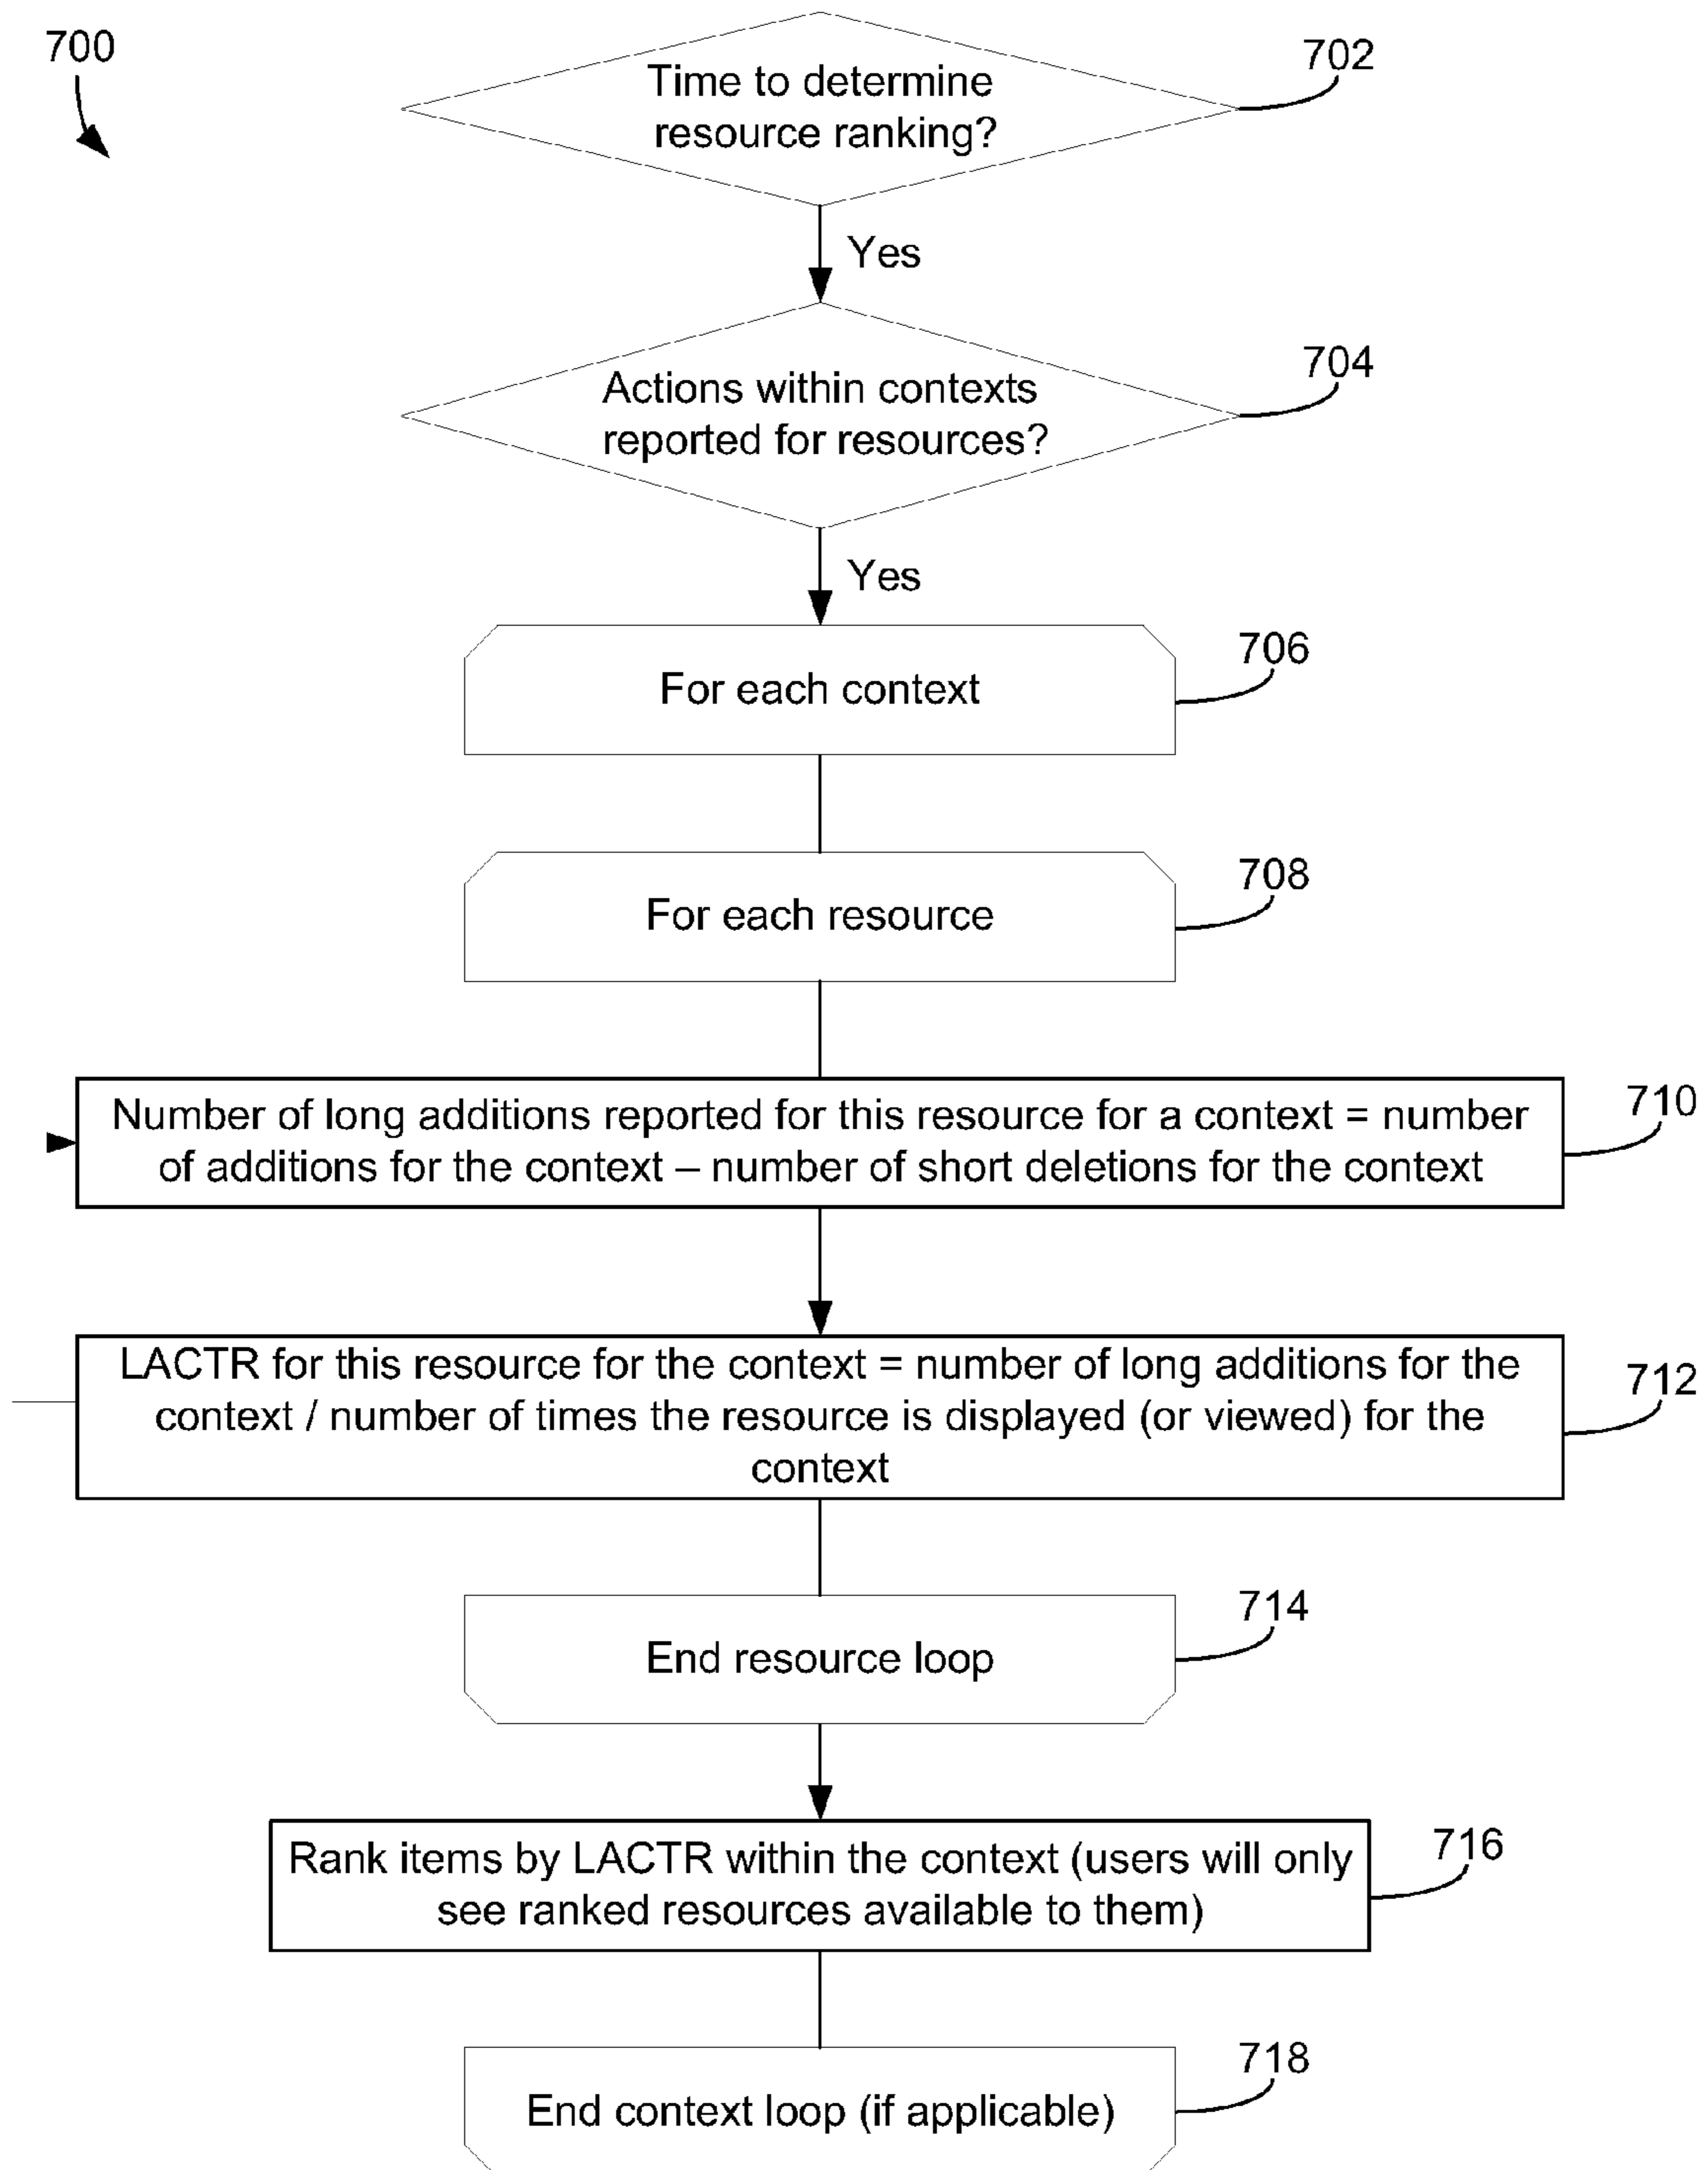 700
702
Time to determine
resource ranking?
Yes
704
Actions within contexts
reported for resources?
Yes
706
For each context
708
For each resource
710
Number of long additions reported for this resource for a context = number
of additions for the context – number of short deletions for the context
712
LACTR for this resource for the context = number of long additions for the
context / number of times the resource is displayed (or viewed) for the
context
714
End resource loop
716
Rank items by LACTR within the context (users will only
see ranked resources available to them)
718
End context loop (if applicable)